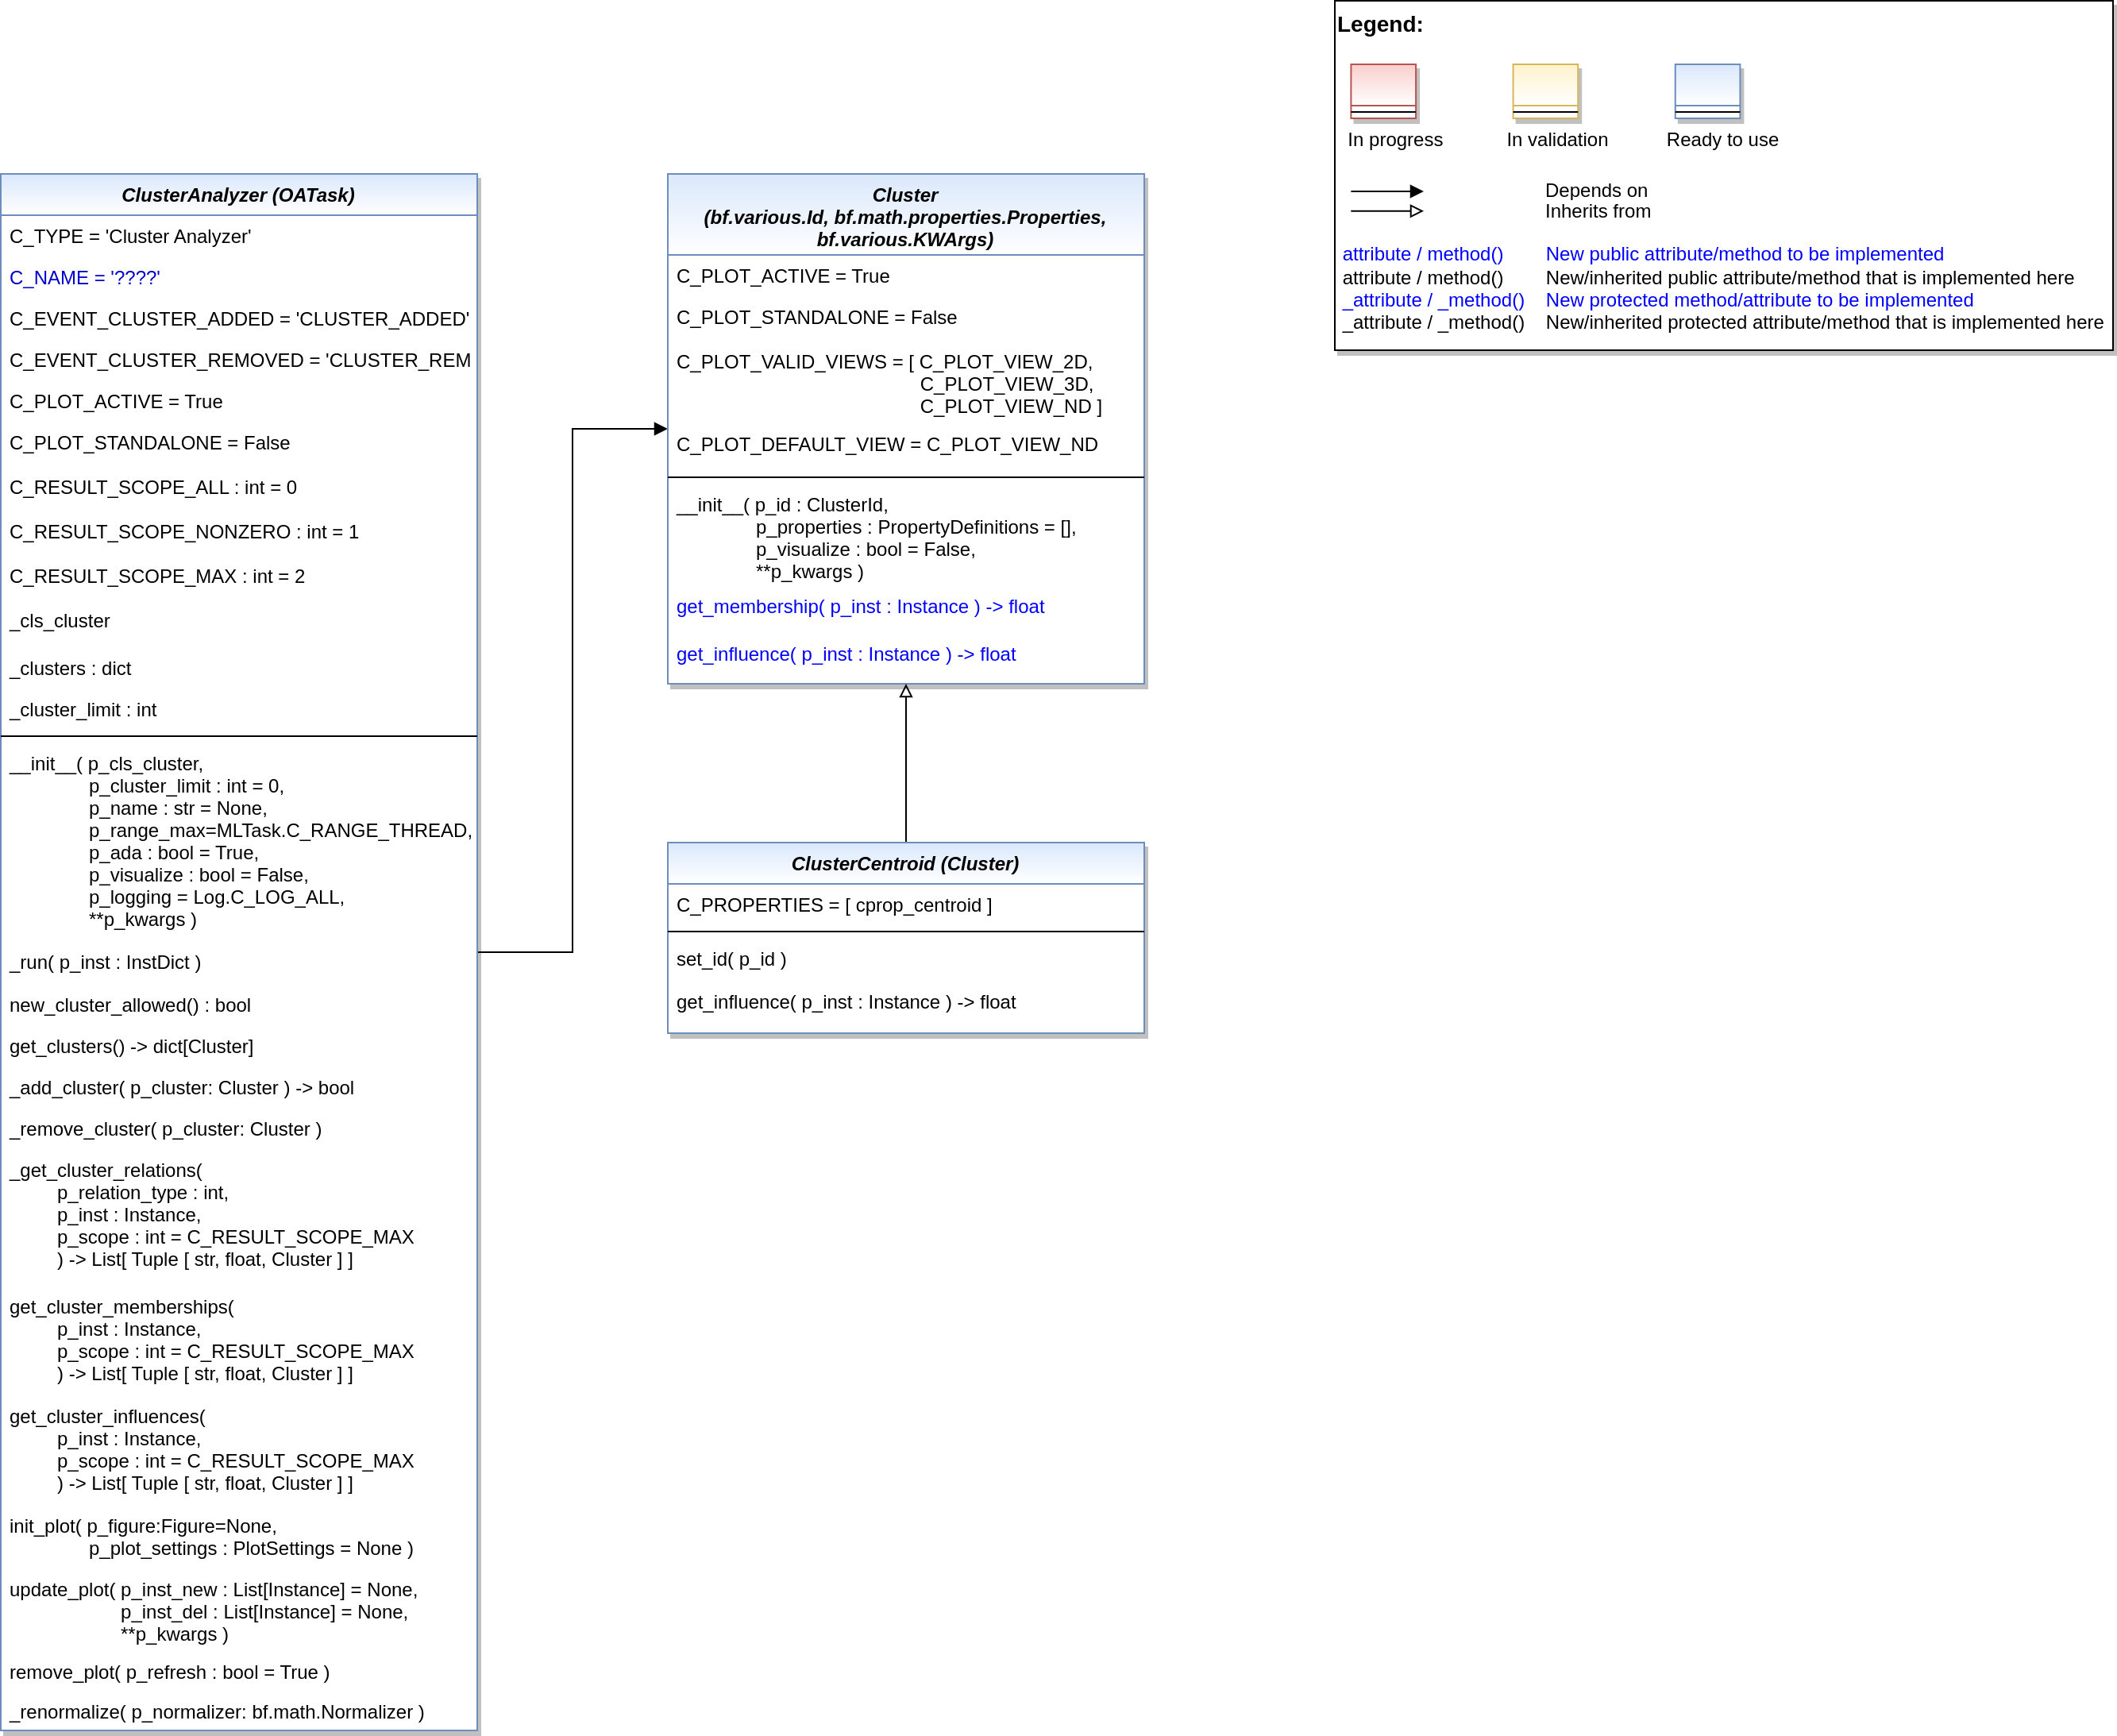 Legend:
In progress
In validation
Ready to use
Depends on
Inherits from
attribute / method() New public attribute/method to be implemented
attribute / method() New/inherited public attribute/method that is implemented here
_attribute / _method() New protected method/attribute to be implemented
_attribute / _method() New/inherited protected attribute/method that is implemented here
ClusterAnalyzer (OATask)
C_TYPE = 'Cluster Analyzer'
C_NAME = '????'
C_EVENT_CLUSTER_ADDED = 'CLUSTER_ADDED'
C_EVENT_CLUSTER_REMOVED = 'CLUSTER_REM
C_PLOT_ACTIVE = True
C_PLOT_STANDALONE = False
C_RESULT_SCOPE_ALL : int = 0
C_RESULT_SCOPE_NONZERO : int = 1
C_RESULT_SCOPE_MAX : int = 2
_cls_cluster
_clusters : dict
_cluster_limit : int
__init__( p_cls_cluster,
p_cluster_limit : int = 0,
p_name : str = None,
p_range_max=MLTask.C_RANGE_THREAD,
p_ada : bool = True,
p_visualize : bool = False,
p_logging = Log.C_LOG_ALL,
**p_kwargs )
_run( p_inst : InstDict )
new_cluster_allowed() : bool
get_clusters() -> dict[Cluster]
_add_cluster( p_cluster: Cluster ) -> bool
_remove_cluster( p_cluster: Cluster )
_get_cluster_relations(
p_relation_type : int,
p_inst : Instance,
p_scope : int = C_RESULT_SCOPE_MAX
) -> List[ Tuple [ str, float, Cluster ] ]
get_cluster_memberships(
p_inst : Instance,
p_scope : int = C_RESULT_SCOPE_MAX
) -> List[ Tuple [ str, float, Cluster ] ]
get_cluster_influences(
p_inst : Instance,
p_scope : int = C_RESULT_SCOPE_MAX
) -> List[ Tuple [ str, float, Cluster ] ]
init_plot( p_figure:Figure=None,
p_plot_settings : PlotSettings = None )
update_plot( p_inst_new : List[Instance] = None,
p_inst_del : List[Instance] = None,
**p_kwargs )
remove_plot( p_refresh : bool = True )
_renormalize( p_normalizer: bf.math.Normalizer )
Cluster
(bf.various.Id, bf.math.properties.Properties,
bf.various.KWArgs)
C_PLOT_ACTIVE = True
C_PLOT_STANDALONE = False
C_PLOT_VALID_VIEWS = [ C_PLOT_VIEW_2D,
C_PLOT_VIEW_3D,
C_PLOT_VIEW_ND ]
C_PLOT_DEFAULT_VIEW = C_PLOT_VIEW_ND
__init__( p_id : ClusterId,
p_properties : PropertyDefinitions = [],
p_visualize : bool = False,
**p_kwargs )
get_membership( p_inst : Instance ) -> float
get_influence( p_inst : Instance ) -> float
ClusterCentroid (Cluster)
C_PROPERTIES = [ cprop_centroid ]
set_id( p_id )
get_influence( p_inst : Instance ) -> float